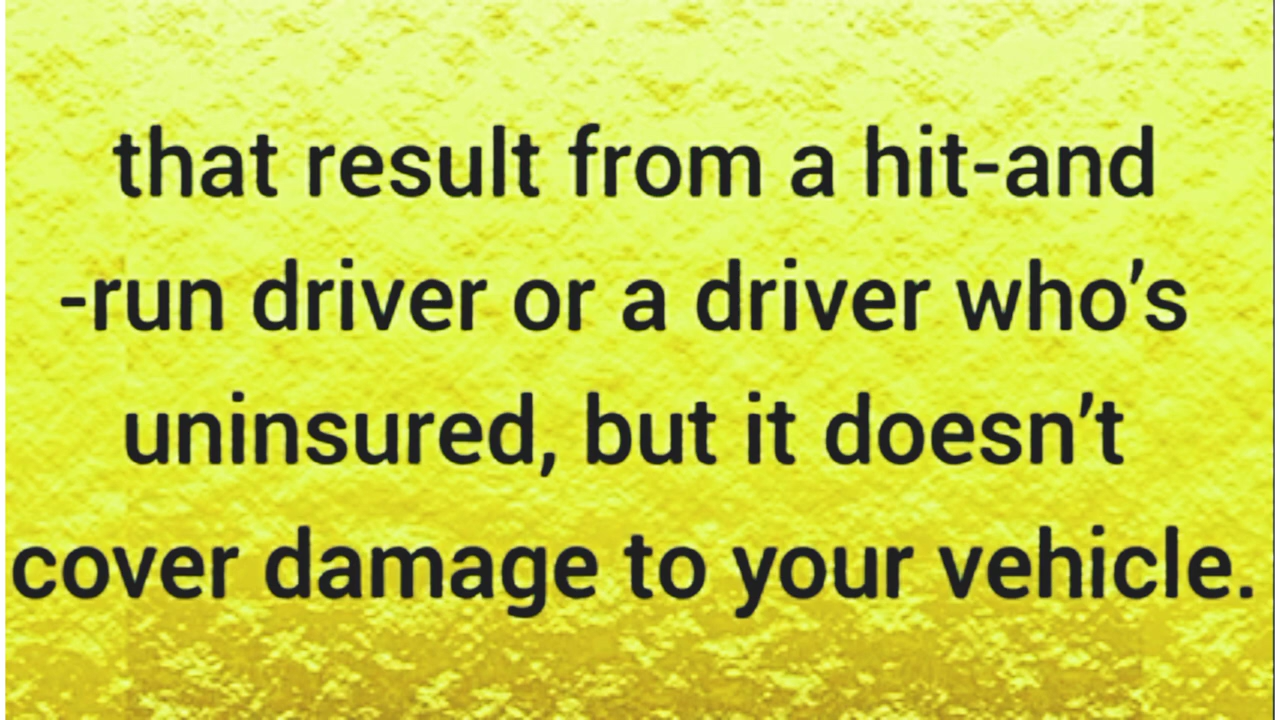 that result from a hit-and
-run driver or a driver who’s
uninsured, but it doesn’t
cover damage to your vehicle.